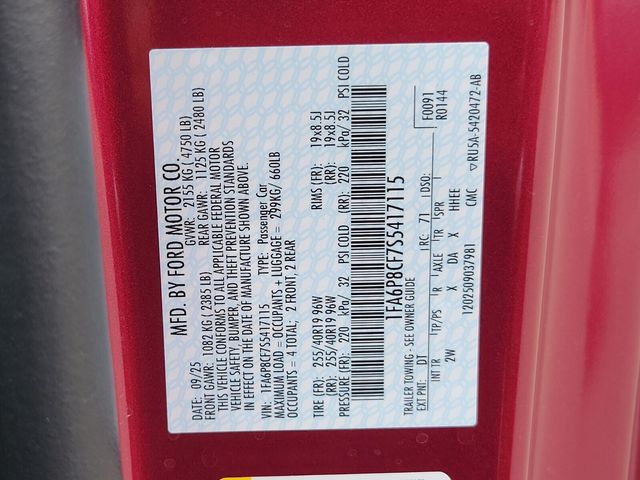 MFD. BY FORD MOTOR CO.
DATE: 09/25 GVWR: 2155 KG ( 4750 LB)
FRONT GAWR: 1082 KG ( 2385 LB) REAR GAWR: 1125 KG ( 2480 LB)
THIS VEHICLE CONFORMS TO ALL APPLICABLE FEDERAL MOTOR
VEHICLE SAFETY, BUMPER, AND THEFT PREVENTION STANDARDS
IN EFFECT ON THE DATE OF MANUFACTURE SHOWN ABOVE.
VIN: 1FA6P8CF7S5417115 TYPE: Passenger Car
MAXIMUM LOAD = OCCUPANTS + LUGGAGE = 299KG/ 660LB
OCCUPANTS = 4 TOTAL; 2 FRONT, 2 REAR
TIRE (FR): 255/40R19 96W RIMS (FR): 19x8.5J
(RR): 255/40R19 96W (RR): 19x8.5J
PRESSURE (FR): 220 kPa/ 32 PSI COLD (RR): 220 kPa/ 32 PSI COLD
1FA6P8CF7S5417115
F0091
R0144
TRAILER TOWING - SEE OWNER GUIDE
EXT PNT: DT RC: 71 DSO:
TP/PS R AXLE TR SPR
2W X DA X HHEE
1202509037981 CMC ▽RU5A-5420472-AB